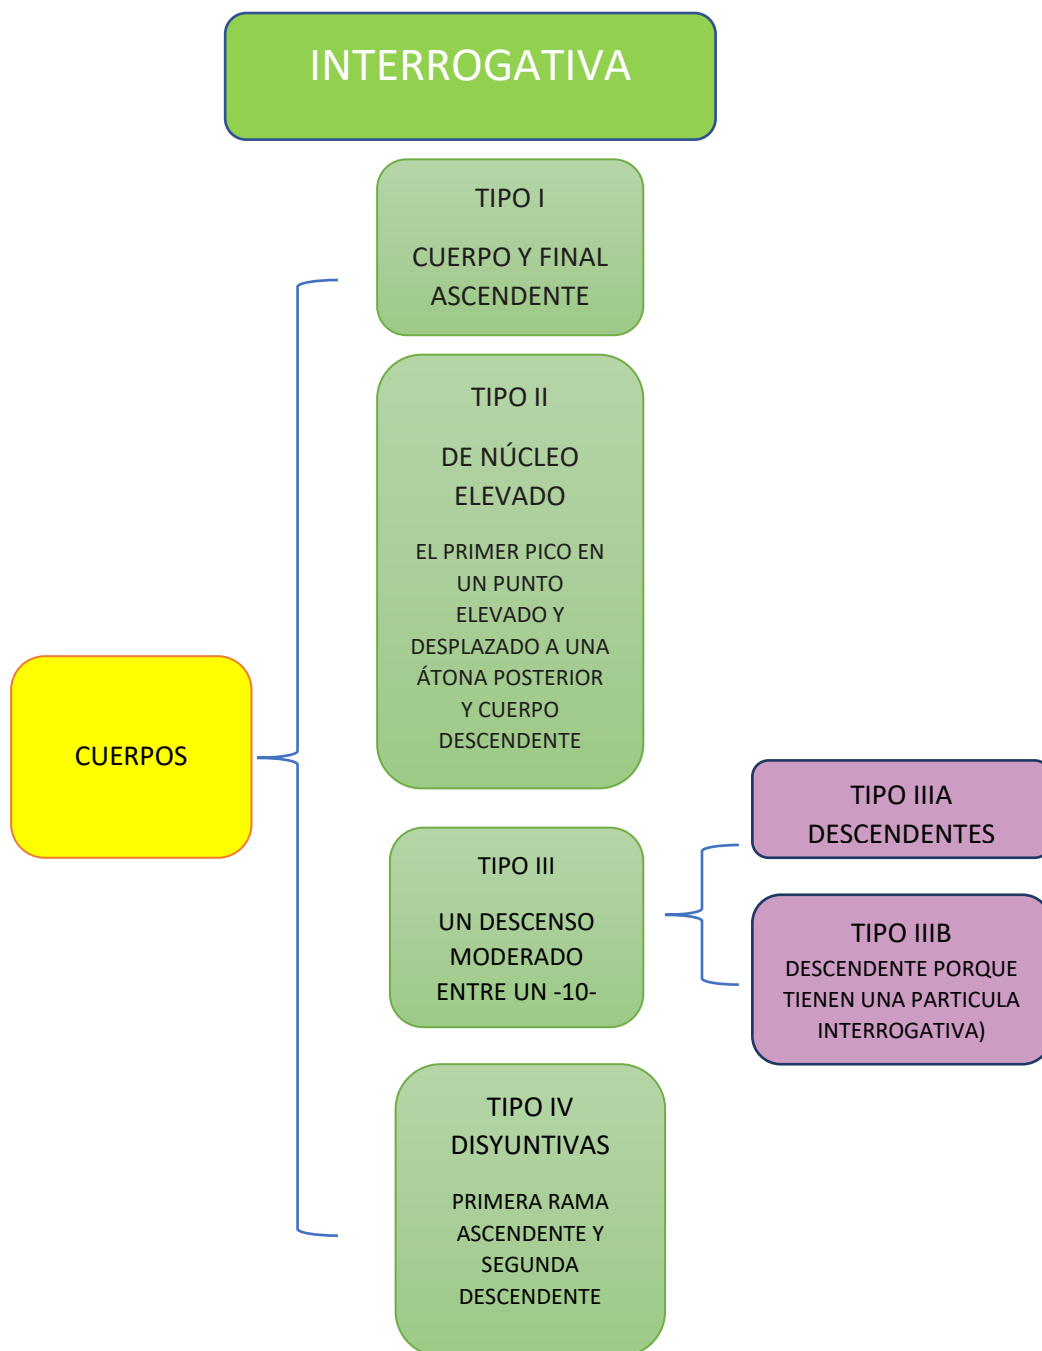 INTERROGATIVA
TIPO I
CUERPO Y FINAL
ASCENDENTE
TIPO II
DE NÚCLEO
ELEVADO
EL PRIMER PICO EN
UN PUNTO
ELEVADO Y
DESPLAZADO A UNA
ÁTONA POSTERIOR
Y CUERPO
DESCENDENTE
CUERPOS
TIPO III
UN DESCENSO
MODERADO
ENTRE UN -10-
TIPO IIIA
DESCENDENTES
TIPO IIIB
DESCENDENTE PORQUE
TIENEN UNA PARTICULA
INTERROGATIVA)
TIPO IV
DISYUNTIVAS
PRIMERA RAMA
ASCENDENTE Y
SEGUNDA
DESCENDENTE